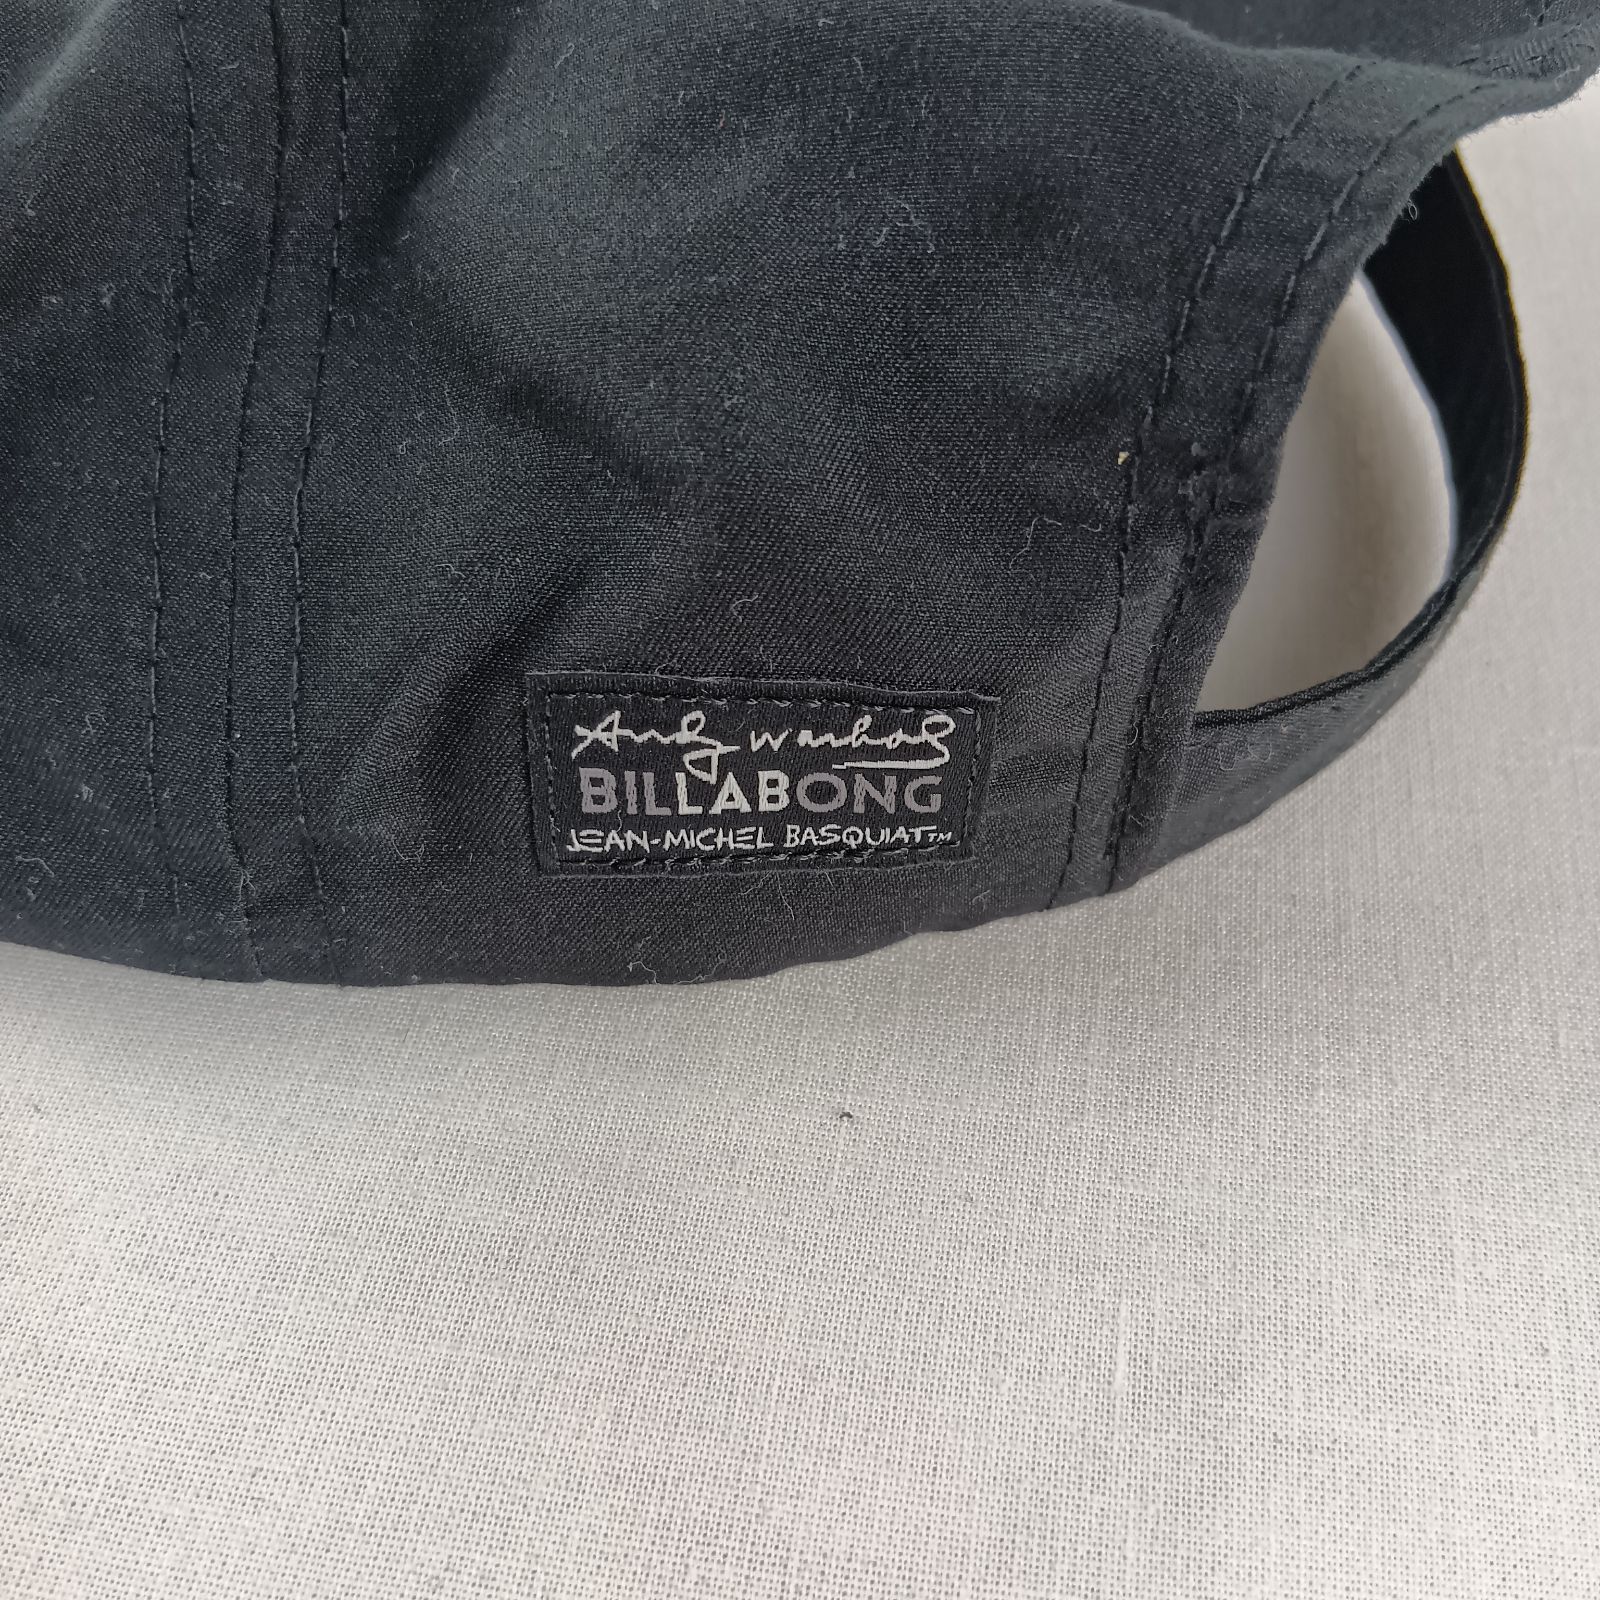 Andy Warhol
BILLABONG
JEAN-MICHEL BASQUIAT™